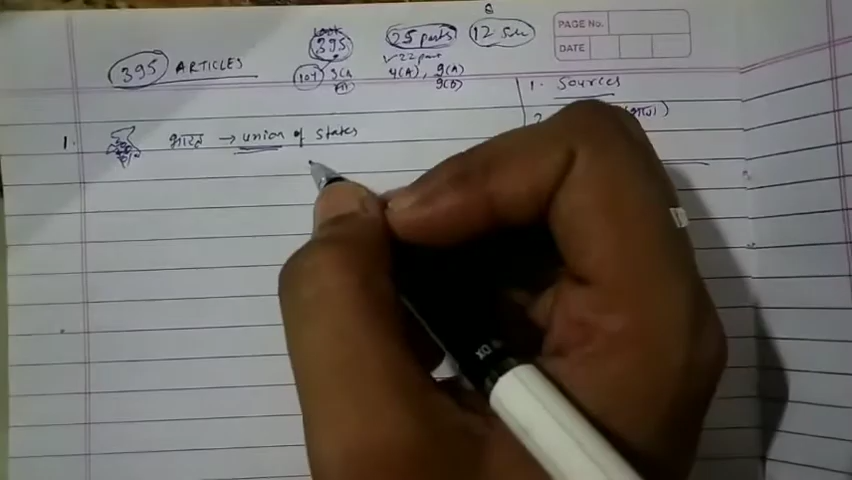 395 ARTICLES
395
25 parts
12 Sch
22 part
4(A), 9(A)
9(B)
PAGE No.
DATE
1. Sources
2.
1. भारत → union of states